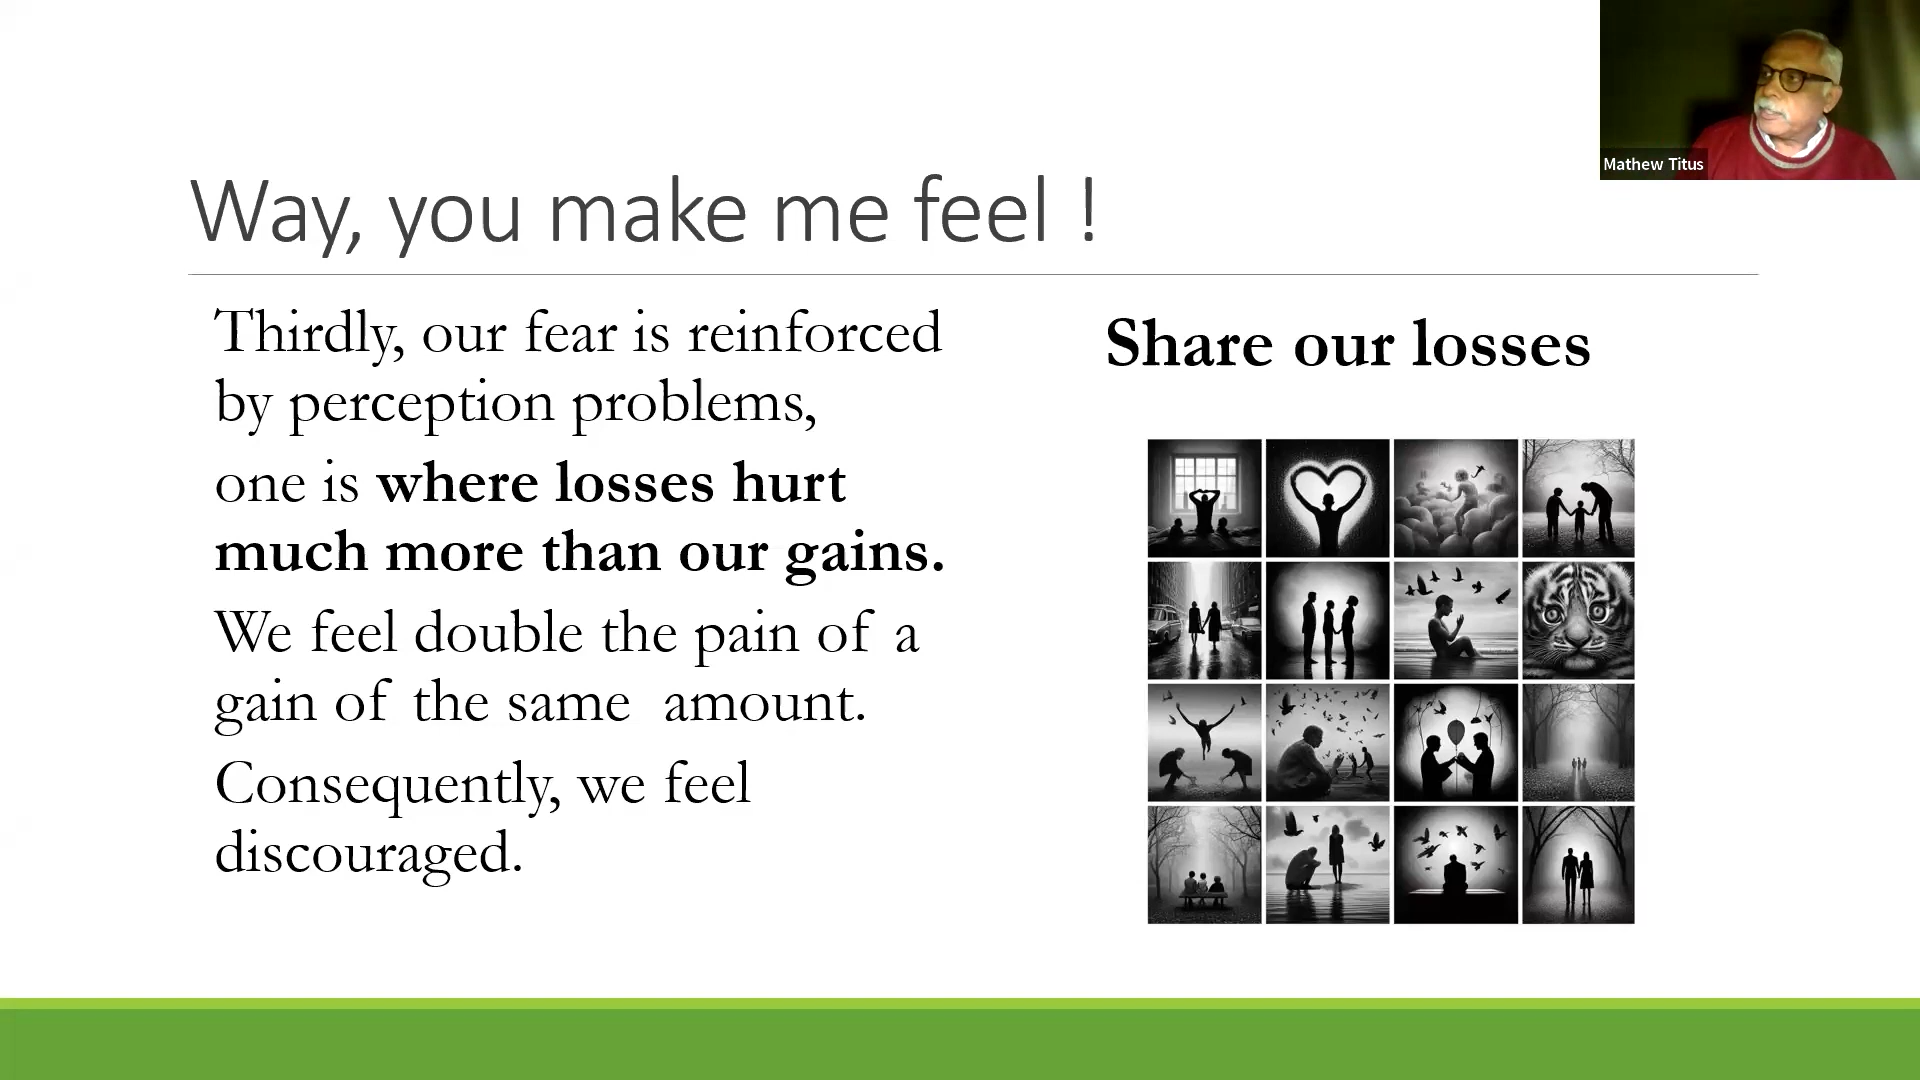 Mathew Titus
Way, you make me feel !
Thirdly, our fear is reinforced
by perception problems,
one is where losses hurt
much more than our gains.
We feel double the pain of a
gain of the same amount.
Consequently, we feel
discouraged.
Share our losses